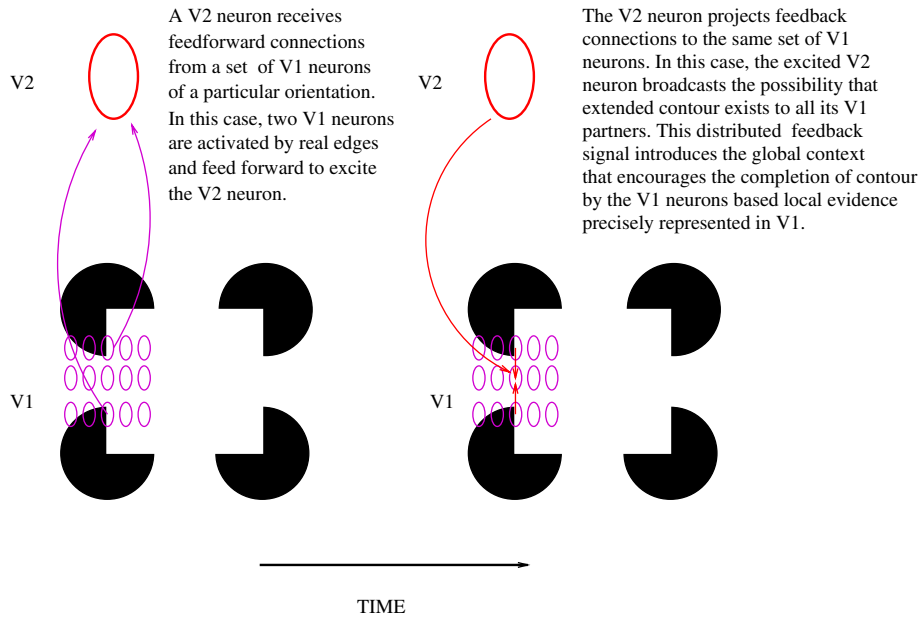 A V2 neuron receives
feedforward connections
from a set of V1 neurons
of a particular orientation.
In this case, two V1 neurons
are activated by real edges
and feed forward to excite
the V2 neuron.
V2
V1
The V2 neuron projects feedback
connections to the same set of V1
neurons. In this case, the excited V2
neuron broadcasts the possibility that
extended contour exists to all its V1
partners. This distributed feedback
signal introduces the global context
that encourages the completion of contour
by the V1 neurons based local evidence
precisely represented in V1.
V2
V1
TIME